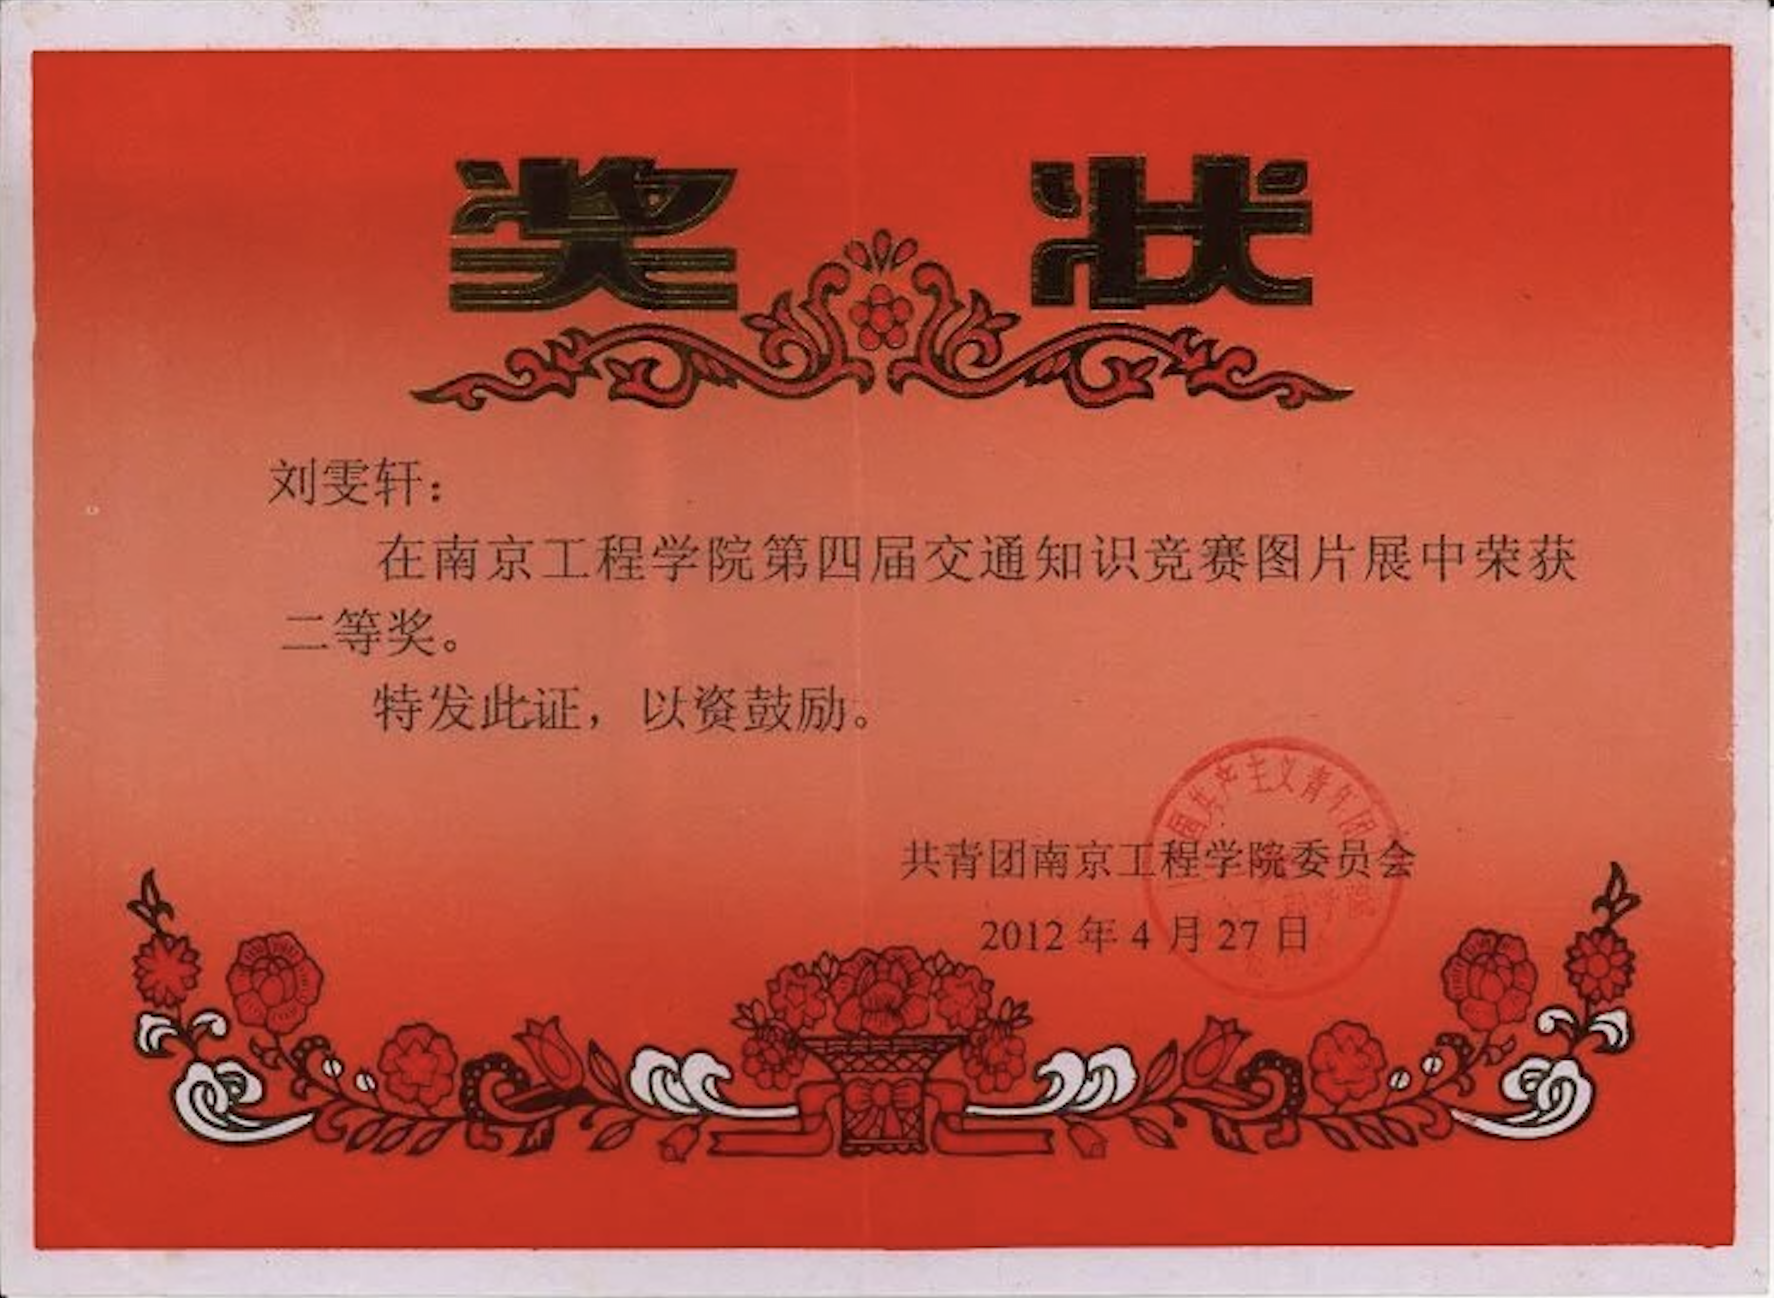 奖状
刘雯轩：
在南京工程学院第四届交通知识竞赛图片展中荣获
二等奖。
特发此证，以资鼓励。
国共产主义青年团
共青团南京工程学院委员会
程学院
2012 年 4 月 27 日